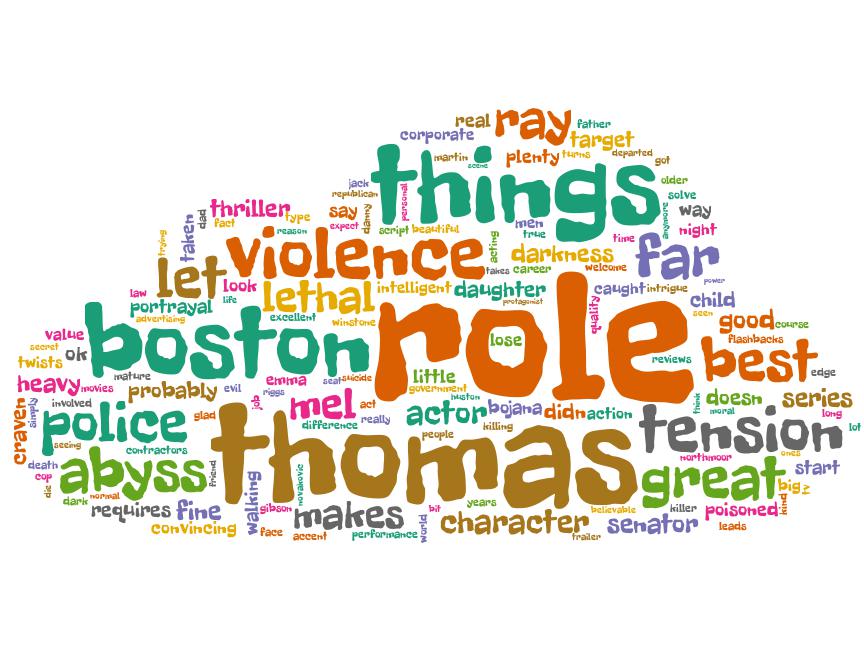 real ray father
corporate target
martin scene plenty turns departed got
jack things older
republican personal solve
thriller say danny anymore way
dad fact type expect script beautiful men night
taken reason acting true time
trying violence darkness far
let look takes career welcome power
law life lethal intelligent daughter caught intrigue child
portrayal protagonist quality seen
advertising excellent winstone good course
value boston role lose flashbacks
secret reviews best
twists ok edge
heavy movies mature emma seat suicide little
probably evil riggs government think doesn series
craven simply involved glad job mel act actor huston bojana didn action moral long
police difference really tension lot
seeing contractors thomas people killing
death abyss friend northmoor ones start
cop great
die dark normal novakovic years big tv
requires fine walking gibson makes bit believable killer poisoned kind
convincing face accent performance world character trailer senator leads